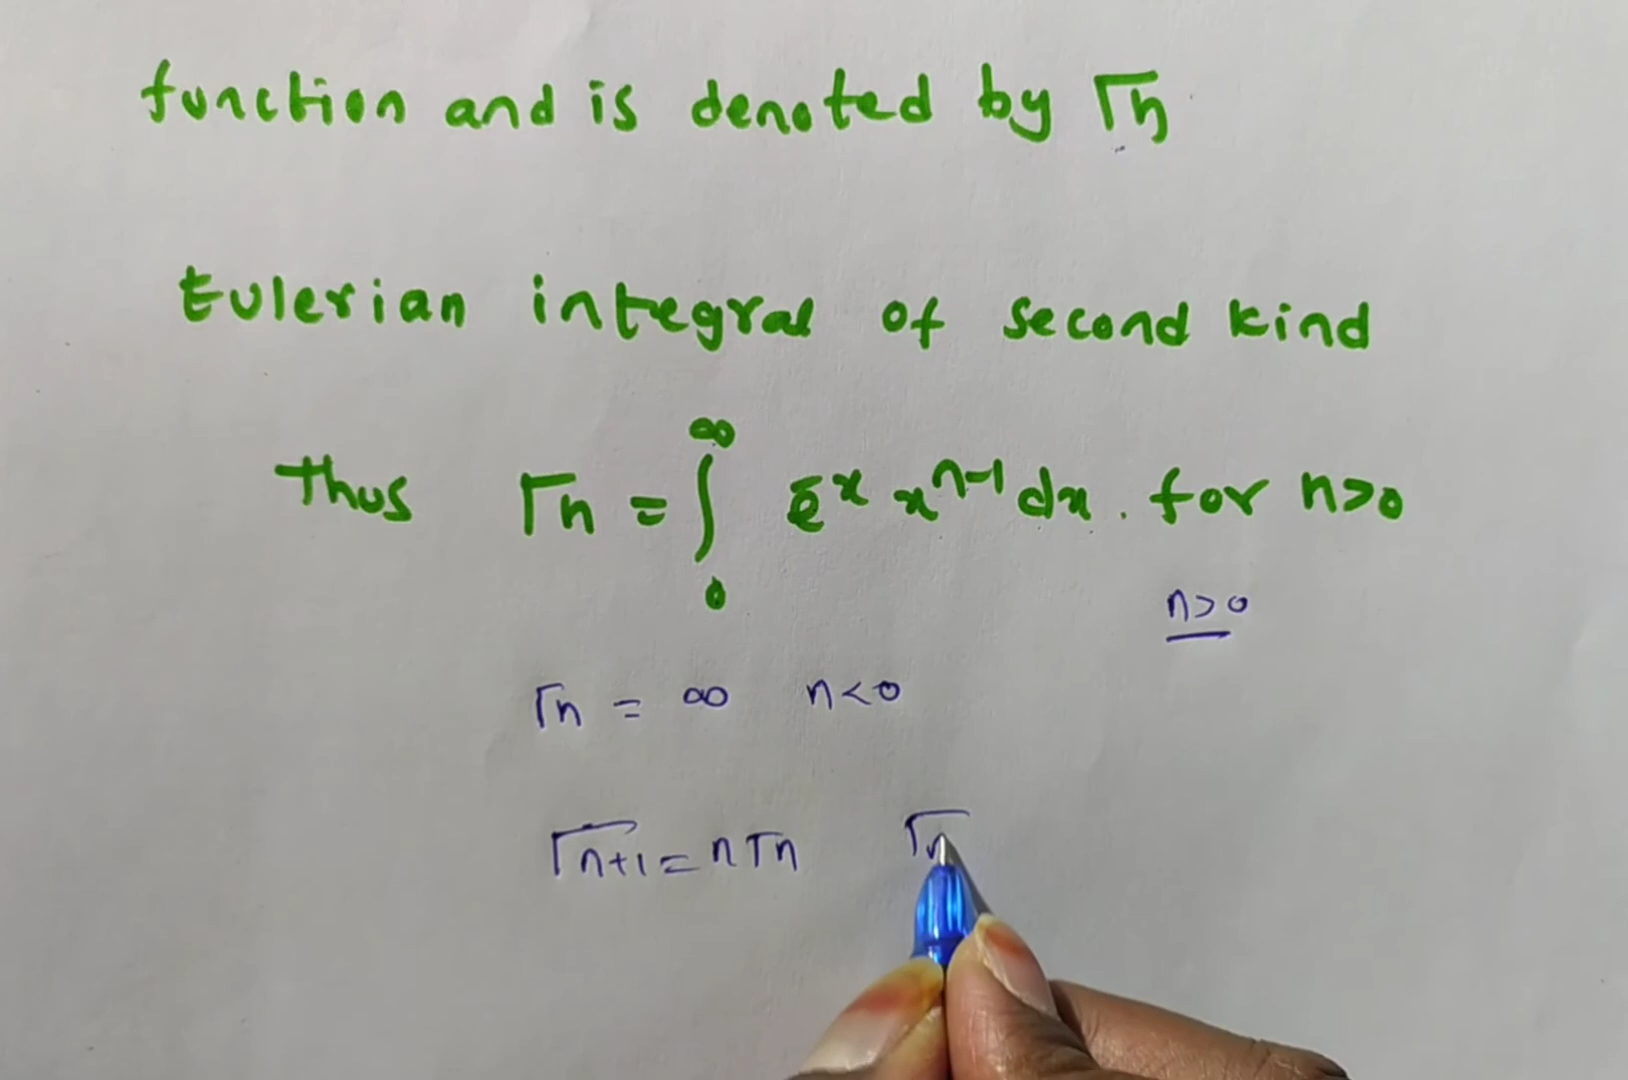 function and is denoted by Γn
Eulerian integral of second kind
Thus Γn = ∫₀^∞ e^-x x^n-1 dx. for n>0
n>0
Γn = ∞ n<0
Γn+1 = nΓn Γn